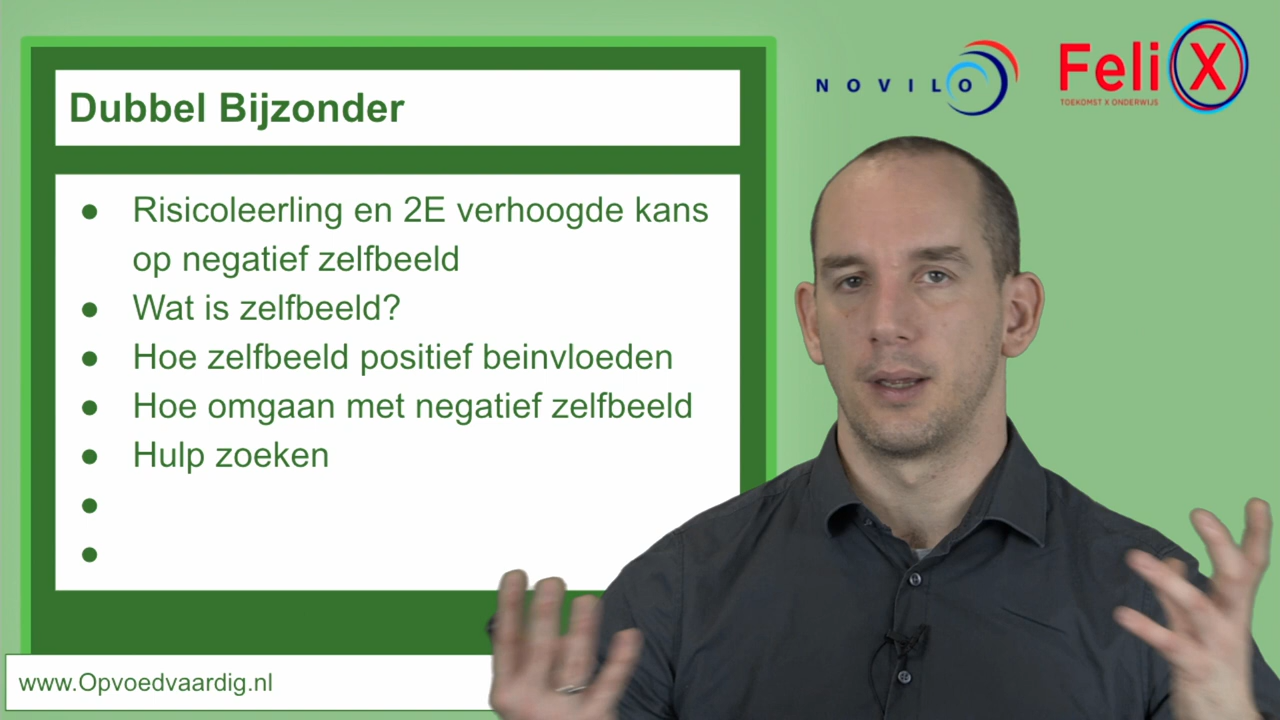 Dubbel Bijzonder
NOVILO
FeliX
TOEKOMST X ONDERWIJS
● Risicoleerling en 2E verhoogde kans
op negatief zelfbeeld
● Wat is zelfbeeld?
● Hoe zelfbeeld positief beinvloeden
● Hoe omgaan met negatief zelfbeeld
● Hulp zoeken
●
●
www.Opvoedvaardig.nl